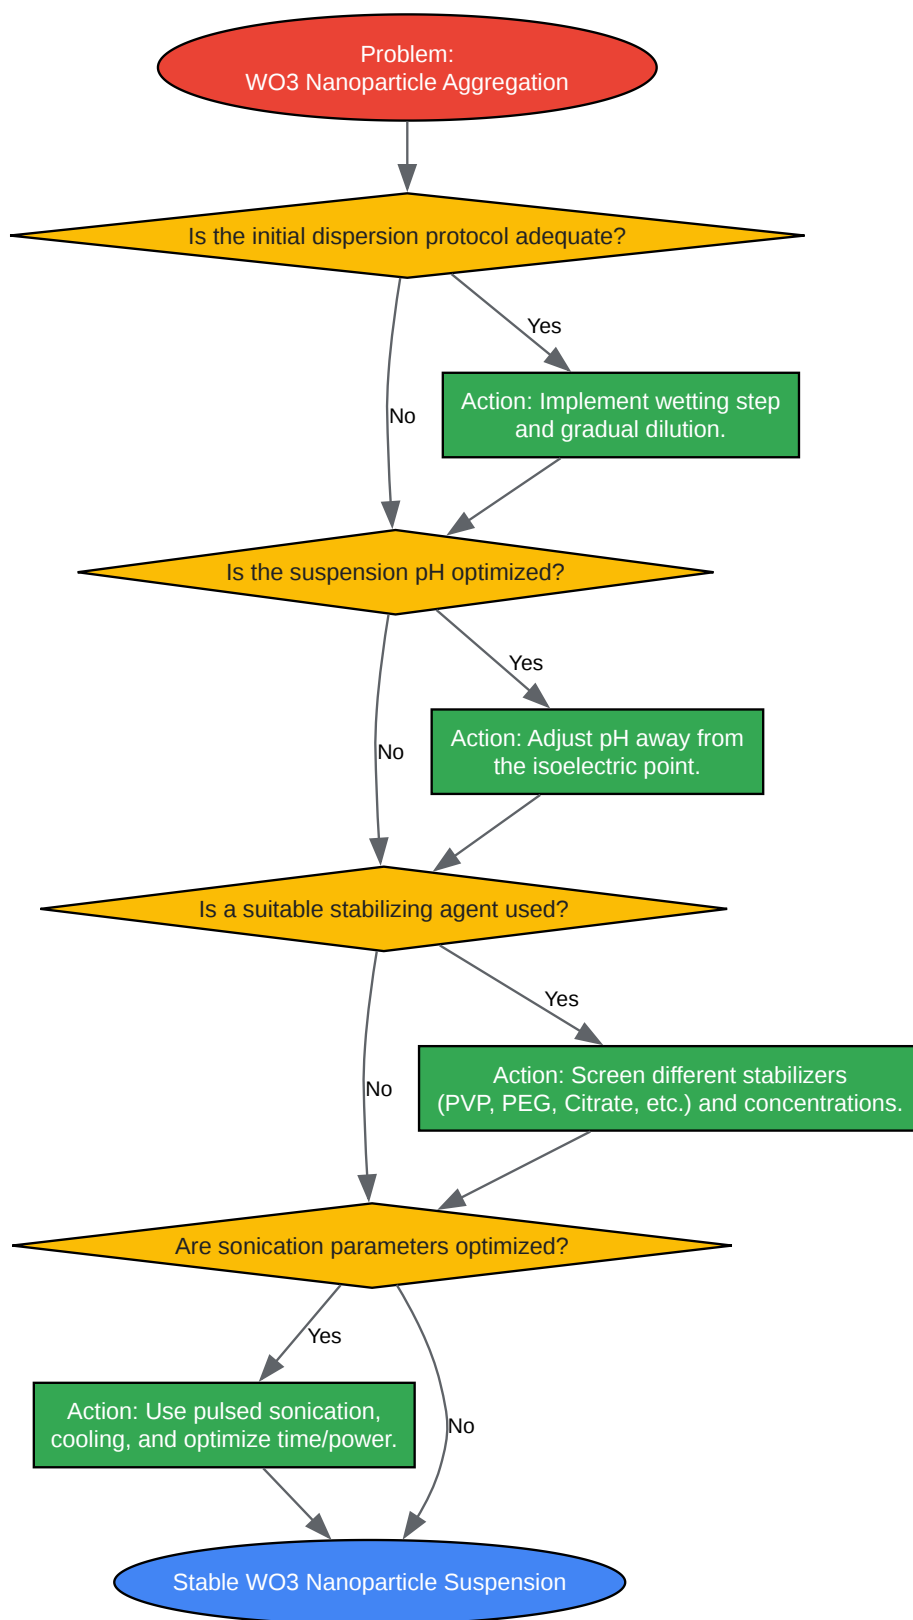 Problem:
WO3 Nanoparticle Aggregation
Is the initial dispersion protocol adequate?
Yes
No
Action: Implement wetting step
and gradual dilution.
Is the suspension pH optimized?
Yes
No
Action: Adjust pH away from
the isoelectric point.
Is a suitable stabilizing agent used?
Yes
No
Action: Screen different stabilizers
(PVP, PEG, Citrate, etc.) and concentrations.
Are sonication parameters optimized?
Yes
No
Action: Use pulsed sonication,
cooling, and optimize time/power.
Stable WO3 Nanoparticle Suspension